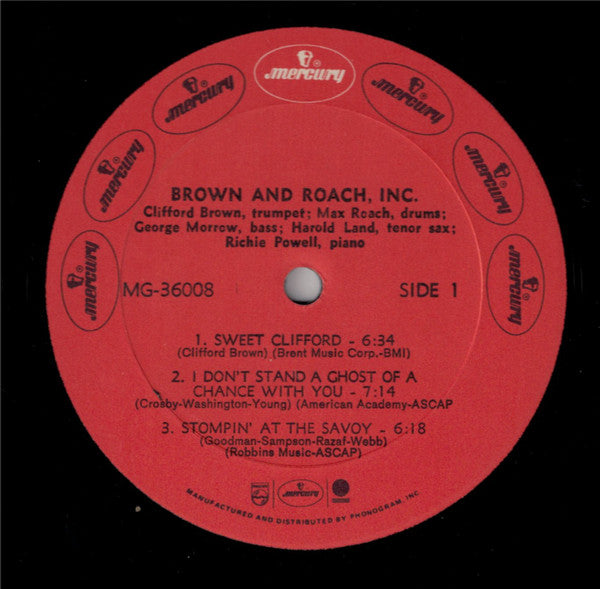 mercury
mercury
mercury
mercury
mercury
mercury
mercury
mercury
BROWN AND ROACH, INC.
Clifford Brown, trumpet; Max Roach, drums;
George Morrow, bass; Harold Land, tenor sax;
Richie Powell, piano
MG-36008 SIDE 1
1. SWEET CLIFFORD - 6:34
(Clifford Brown) (Brent Music Corp.-BMI)
2. I DON'T STAND A GHOST OF A
CHANCE WITH YOU - 7:14
(Crosby-Washington-Young) (American Academy-ASCAP
3. STOMPIN' AT THE SAVOY - 6:18
(Goodman-Sampson-Razaf-Webb)
(Robbins Music-ASCAP)
PHILIPS mercury
MANUFACTURED AND DISTRIBUTED BY PHONOGRAM, INC.